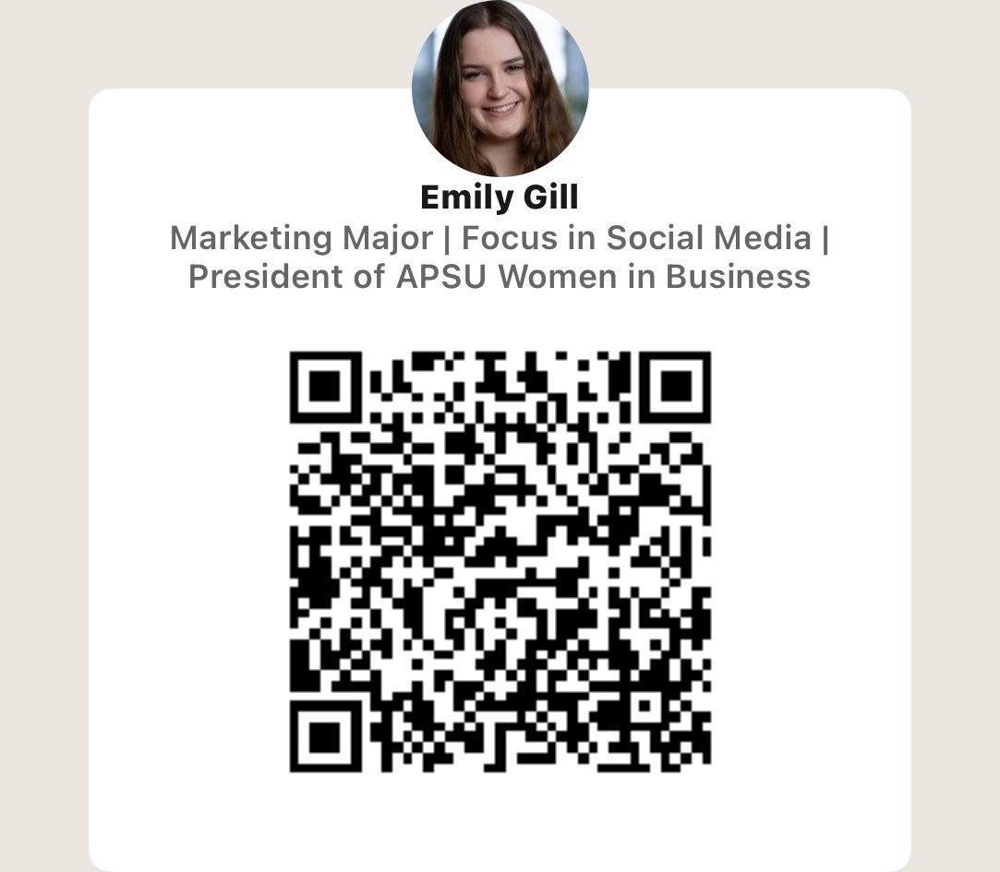 Emily Gill
Marketing Major | Focus in Social Media |
President of APSU Women in Business